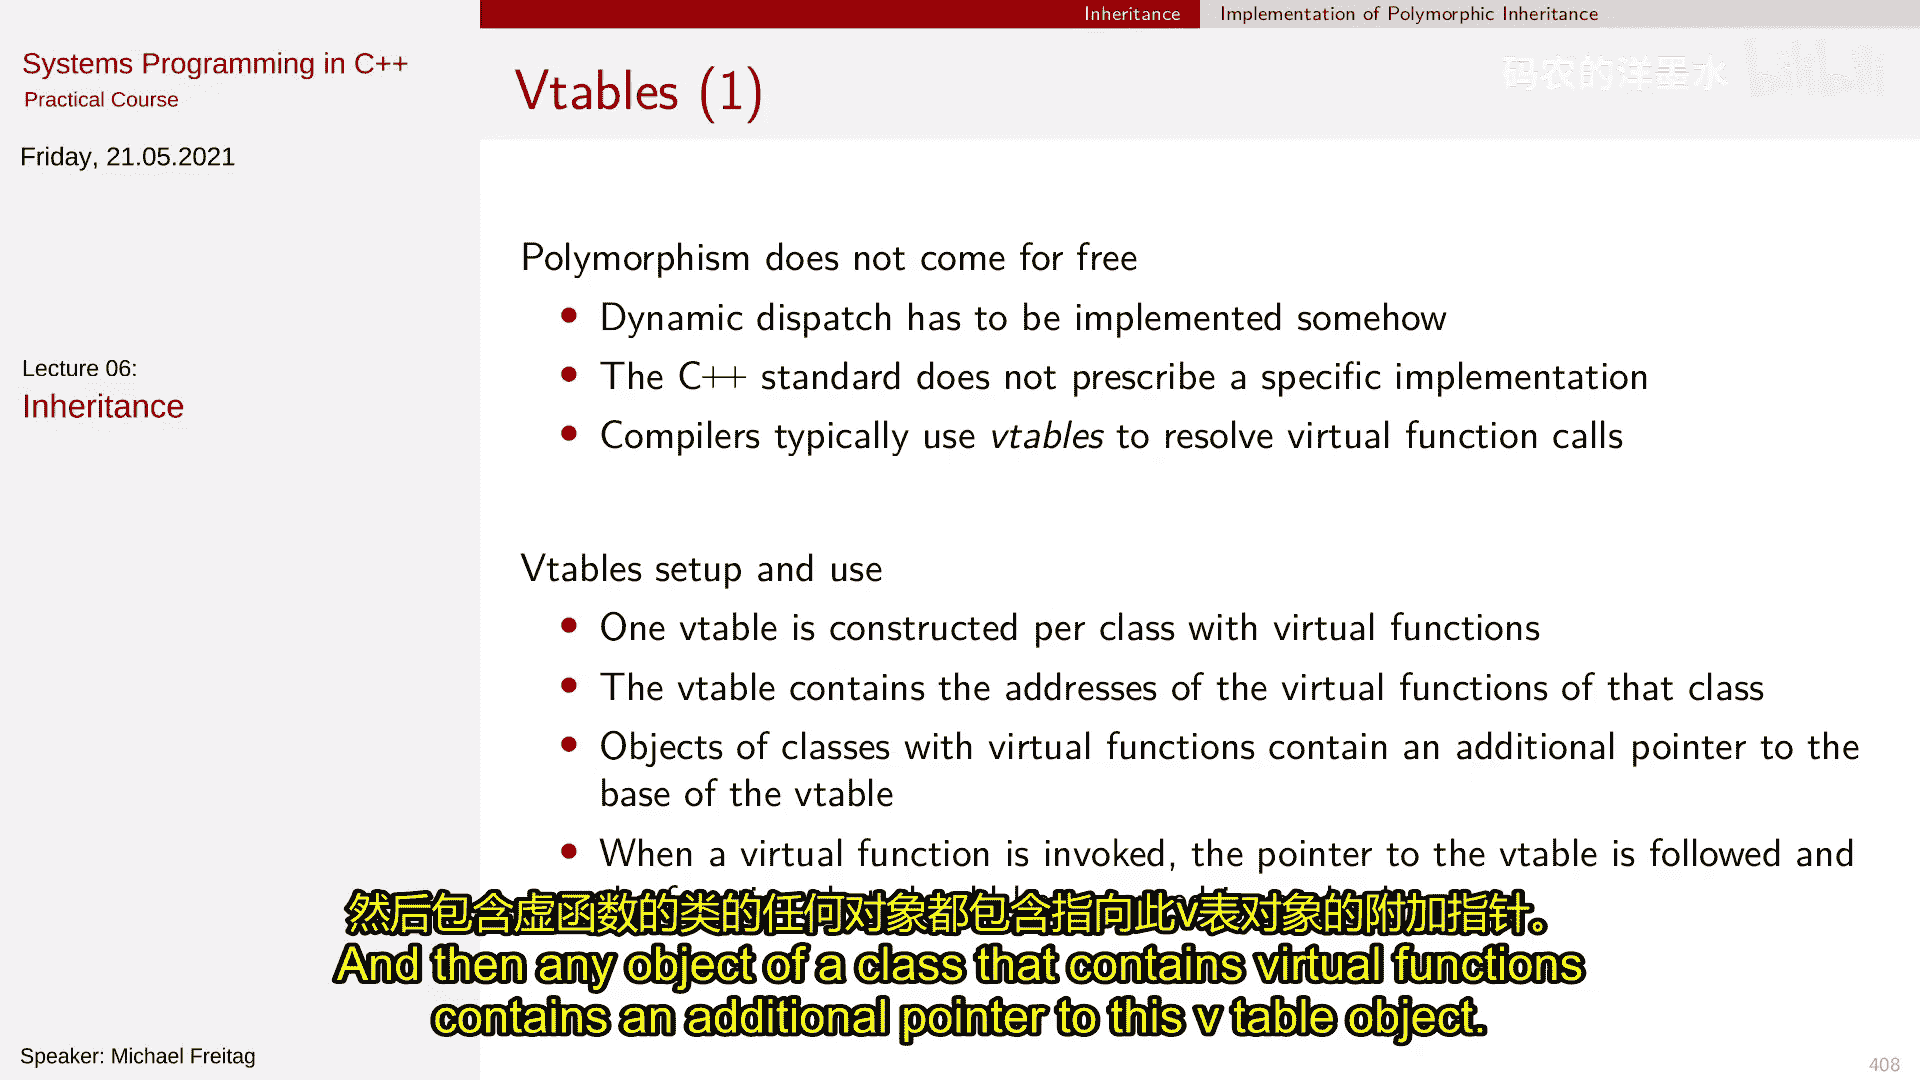 Inheritance
Implementation of Polymorphic Inheritance
Systems Programming in C++
Practical Course
Friday, 21.05.2021
Lecture 06:
Inheritance
Vtables (1)
码农的洋墨水 bilibili
Polymorphism does not come for free
Dynamic dispatch has to be implemented somehow
The C++ standard does not prescribe a specific implementation
Compilers typically use vtables to resolve virtual function calls
Vtables setup and use
One vtable is constructed per class with virtual functions
The vtable contains the addresses of the virtual functions of that class
Objects of classes with virtual functions contain an additional pointer to the
base of the vtable
When a virtual function is invoked, the pointer to the vtable is followed and
然后包含虚函数的类的任何对象都包含指向此v表对象的附加指针。
And then any object of a class that contains virtual functions
contains an additional pointer to this v table object.
Speaker: Michael Freitag
408